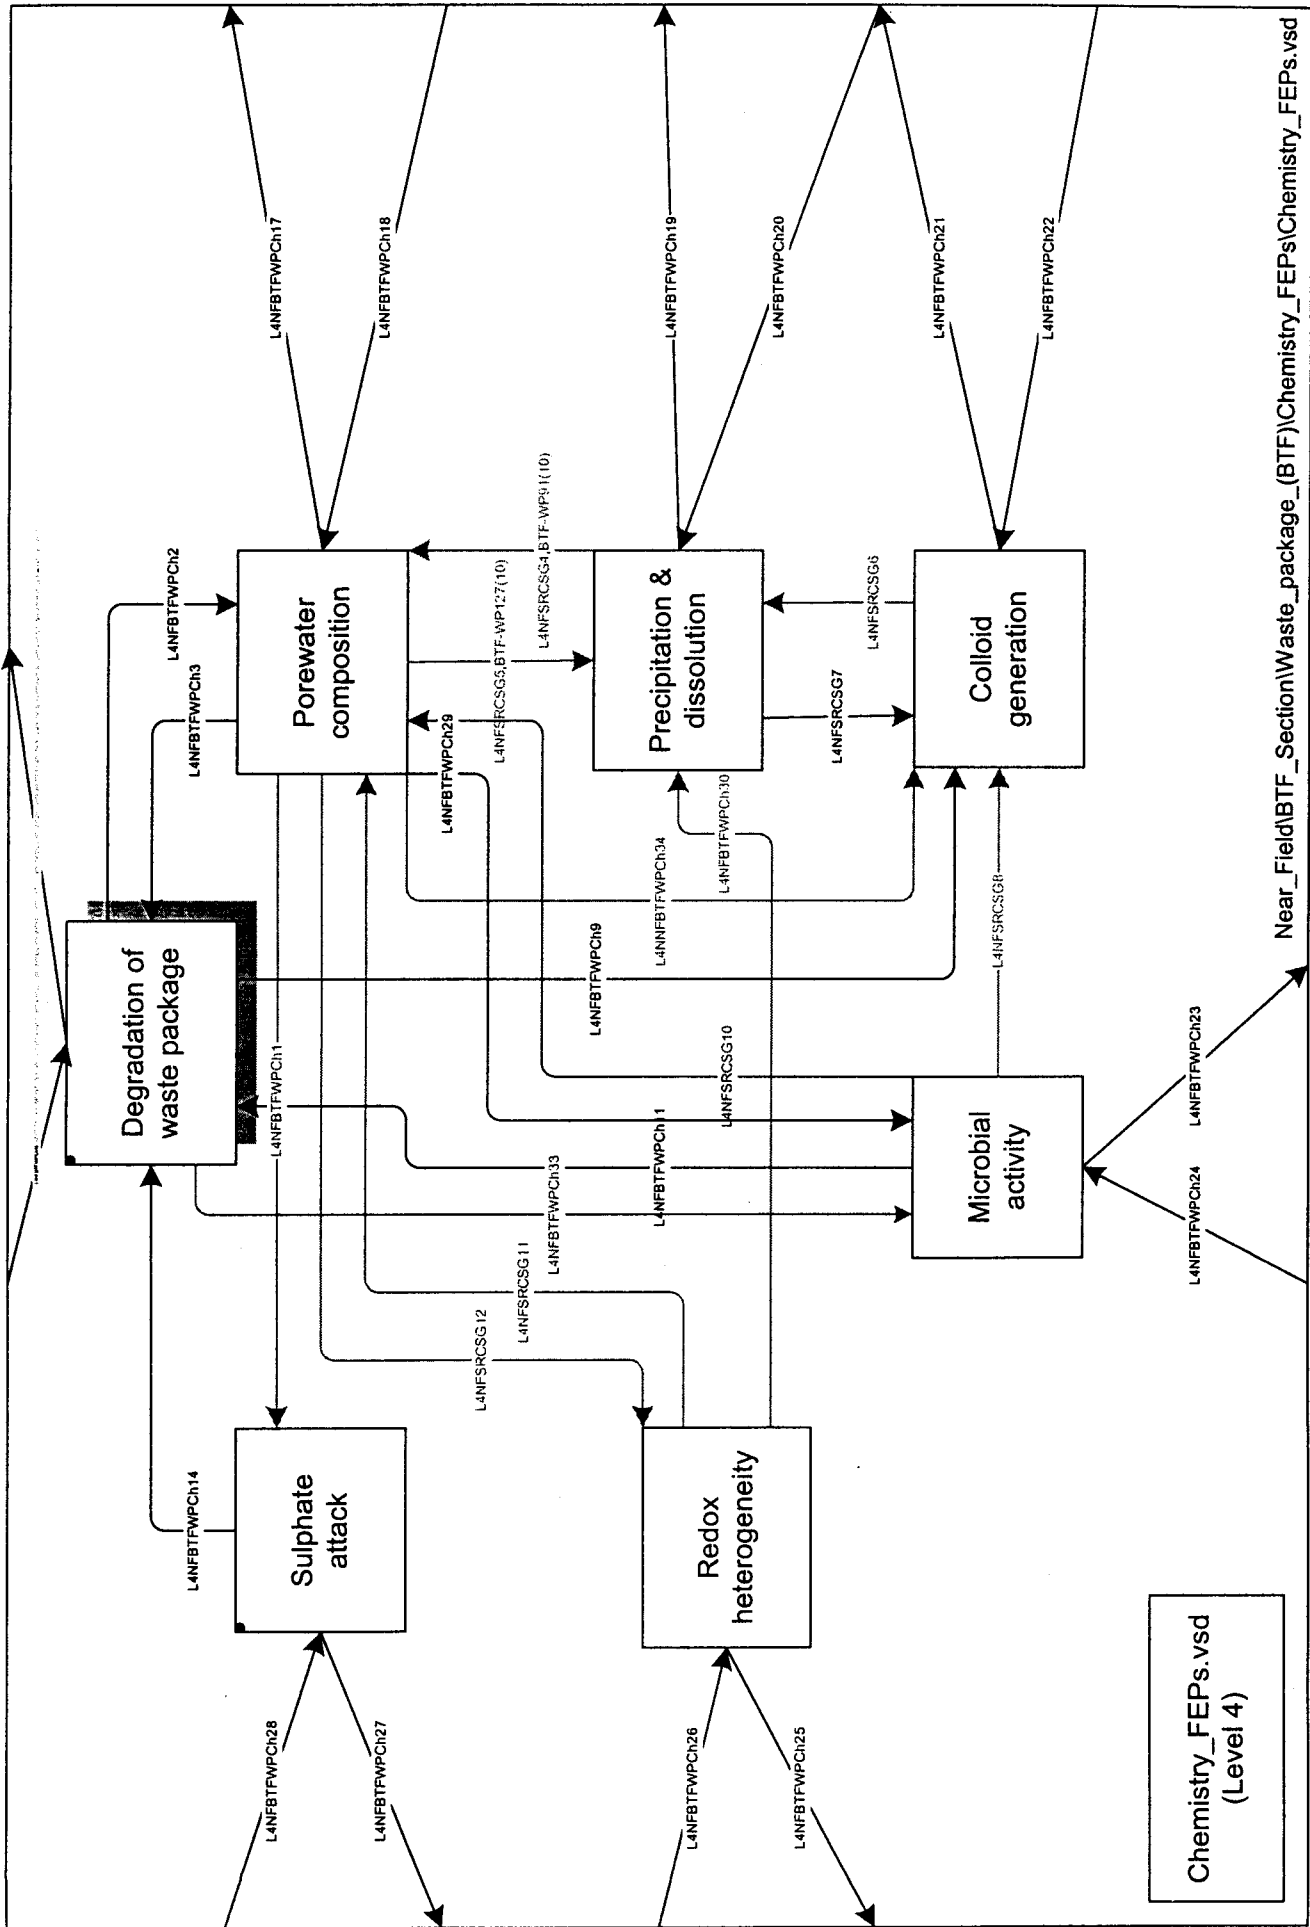 L4NFBTFWPCh28
L4NFBTFWPCh27
L4NFBTFWPCh14
Sulphate
attack
Degradation of
waste package
L4NFBTFWPCh1
L4NFBTFWPCh3
L4NFBTFWPCh2
Porewater
composition
L4NFBTFWPCh17
L4NFBTFWPCh18
L4NFBTFWPCh26
L4NFBTFWPCh25
Redox
heterogeneity
L4NFSRCSG12
L4NFSRCSG11
L4NFBTFWPCh33
L4NFBTFWPCh11
L4NFSRCSG10
L4NFBTFWPCh9
L4NNFBTFWPCh34
L4NFBTFWPCh30
L4NFBTFWPCh29
L4NFSRCSG5,BTF-WP127(10)
L4NFSRCSG4,BTF-WP91(10)
Precipitation &
dissolution
L4NFBTFWPCh19
L4NFBTFWPCh20
L4NFSRCSG7
L4NFSRCSG6
L4NFSRCSG8
Microbial
activity
Colloid
generation
L4NFBTFWPCh21
L4NFBTFWPCh22
L4NFBTFWPCh24
L4NFBTFWPCh23
Chemistry_FEPs.vsd
(Level 4)
Near_Field\BTF_Section\Waste_package_(BTF)\Chemistry_FEPs\Chemistry_FEPs.vsd